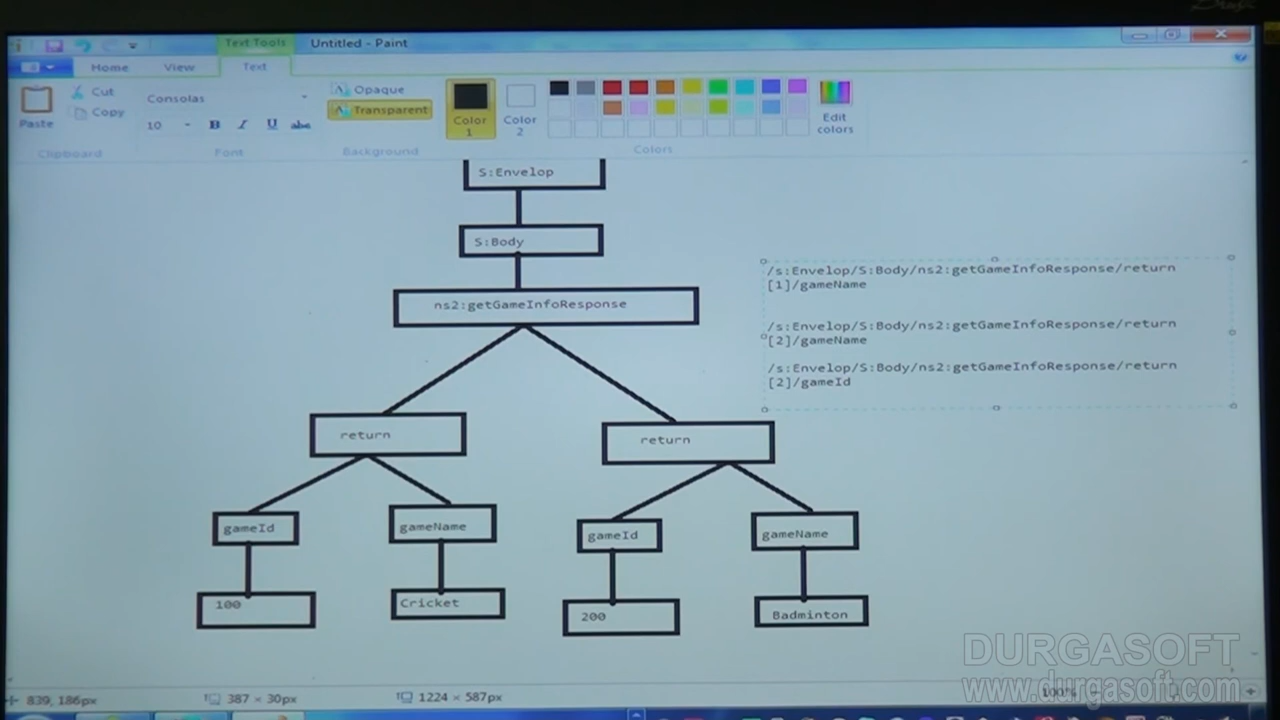 Text Tools
Untitled - Paint
Home
View
Text
Cut
Consolas
Opaque
Copy
Transparent
Paste
10
B
I
U
abc
Color
1
Color
2
Edit
colors
Clipboard
Font
Background
Colors
S:Envelop
S:Body
/s:Envelop/S:Body/ns2:getGameInfoResponse/return
[1]/gameName
ns2:getGameInfoResponse
/s:Envelop/S:Body/ns2:getGameInfoResponse/return
[2]/gameName
/s:Envelop/S:Body/ns2:getGameInfoResponse/return
[2]/gameId
return
return
gameId
gameName
gameId
gameName
100
Cricket
200
Badminton
DURGASOFT
www.durgasoft.com
839, 186px
387 × 30px
1224 × 587px
100%